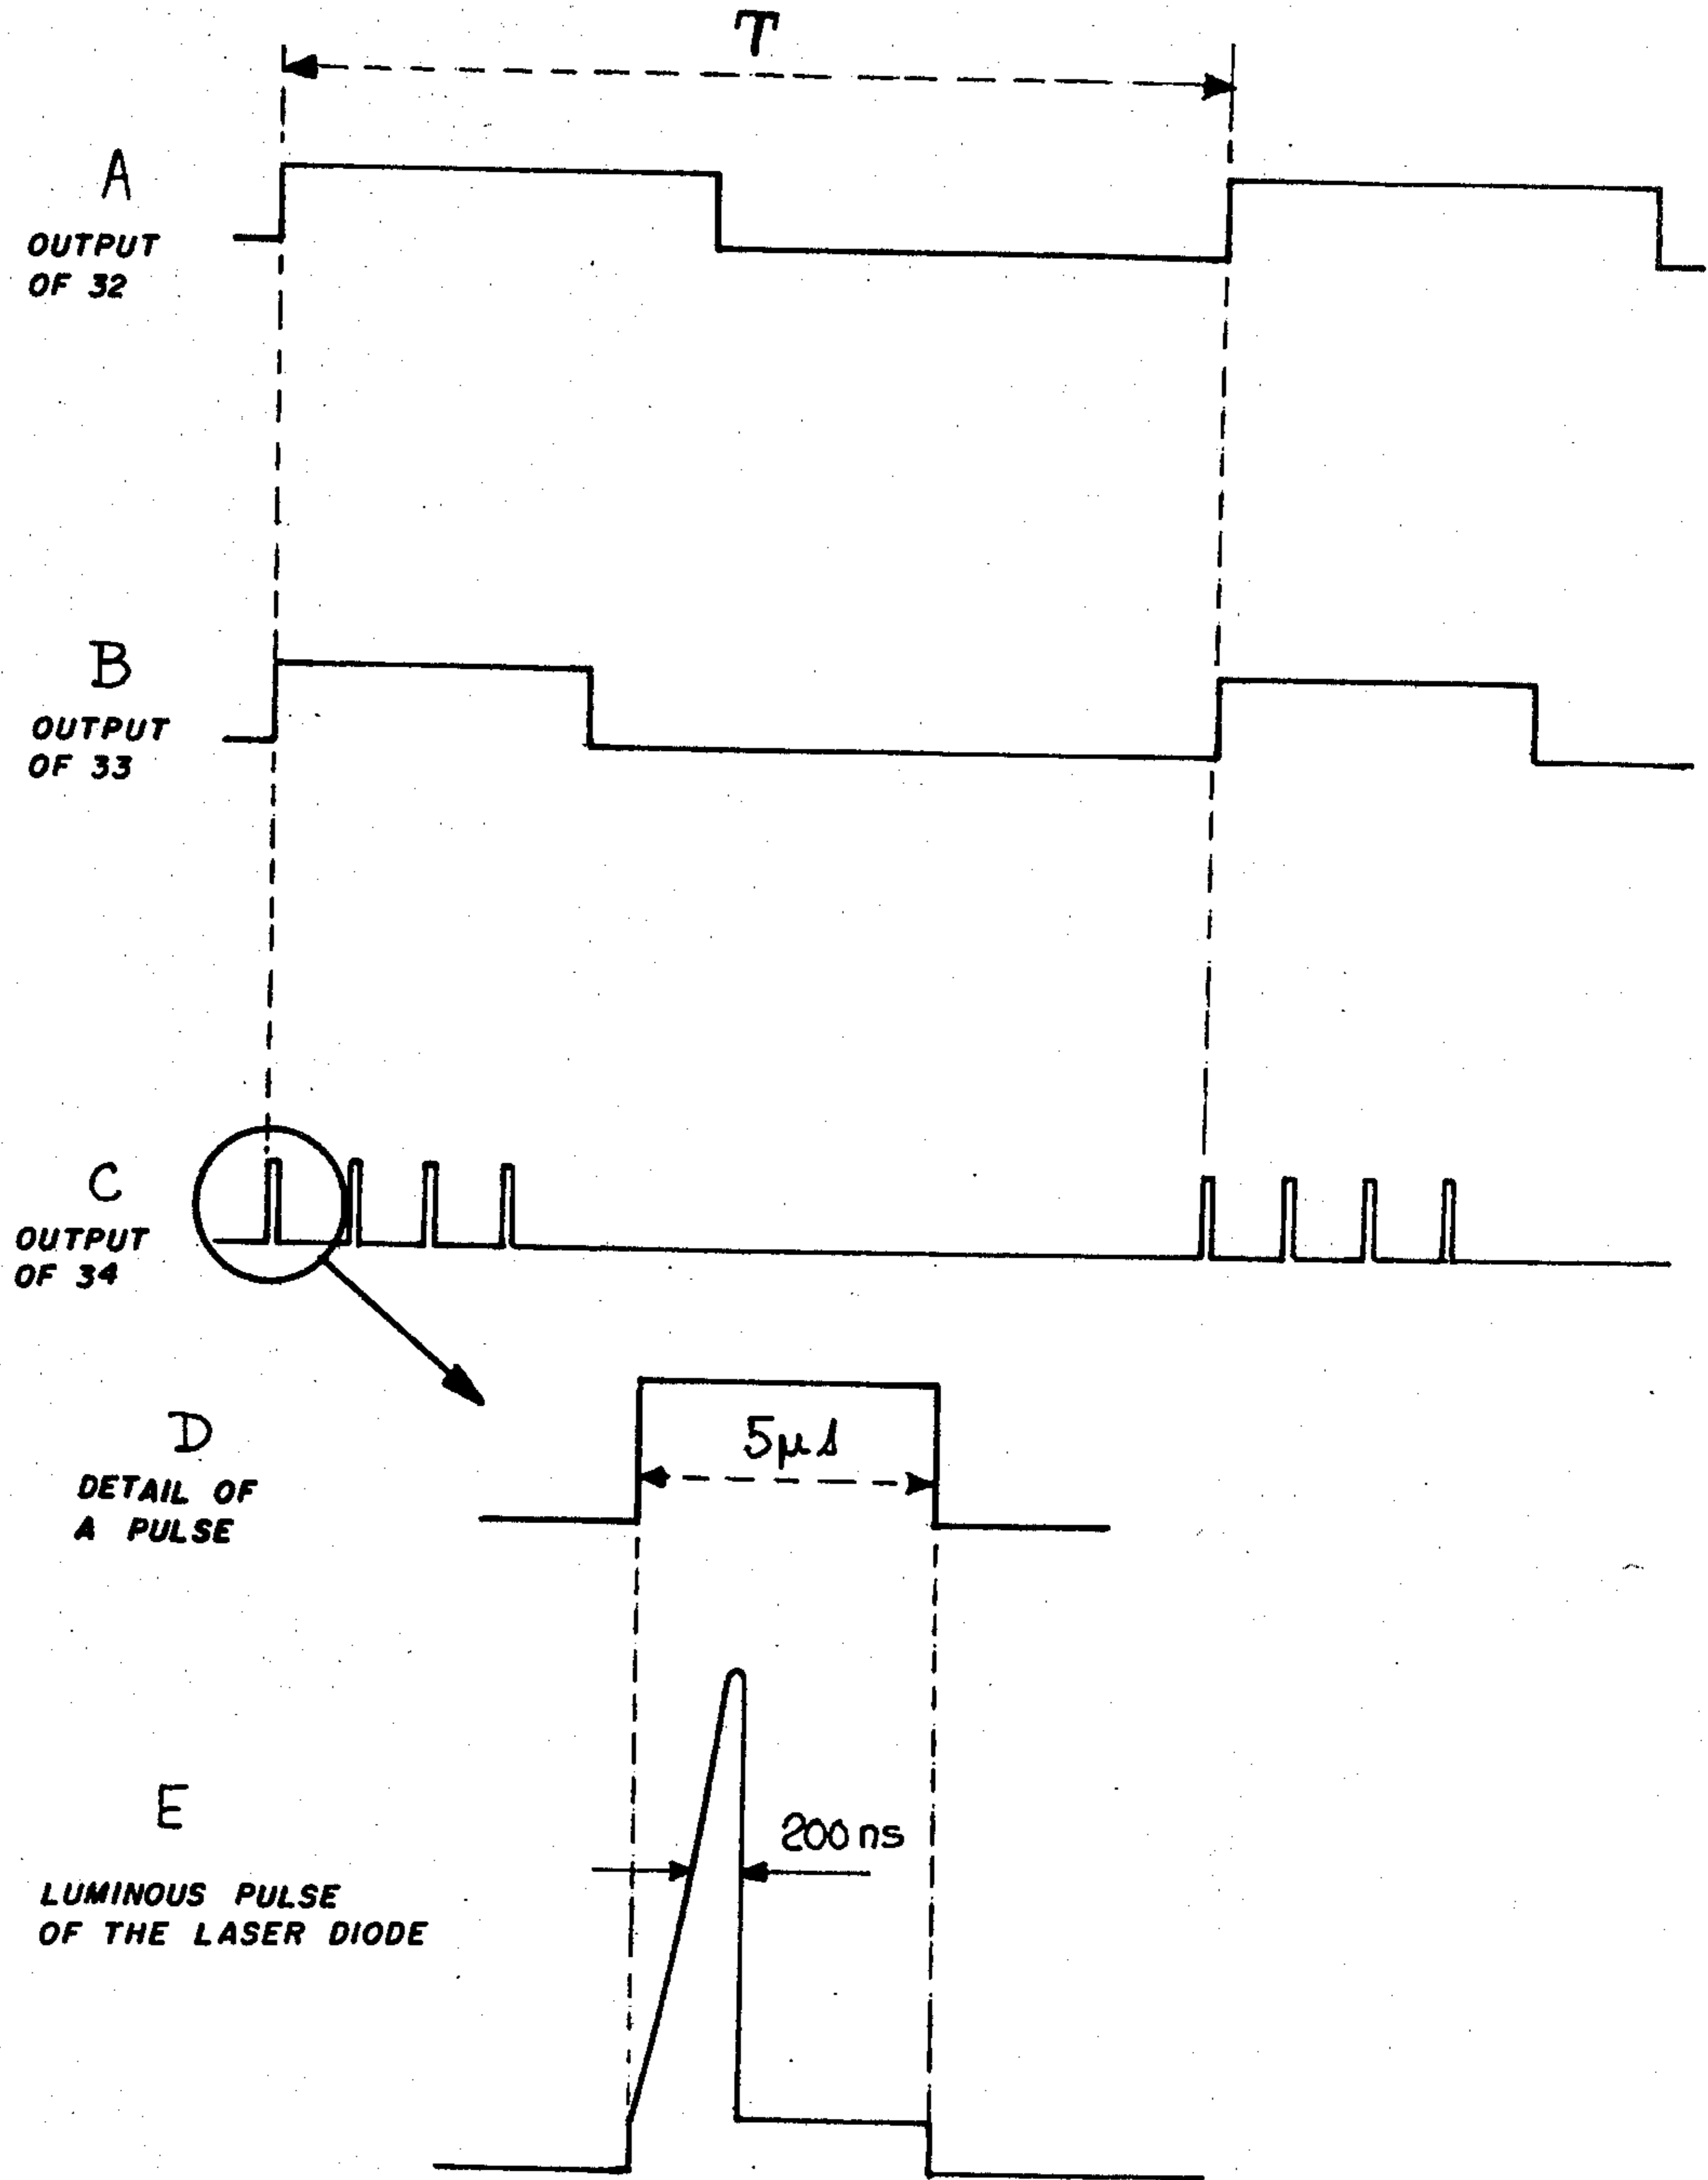 T
A
OUTPUT
OF 32
B
OUTPUT
OF 33
C
OUTPUT
OF 34
D
DETAIL OF
A PULSE
5μs
E
200 ns
LUMINOUS PULSE
OF THE LASER DIODE